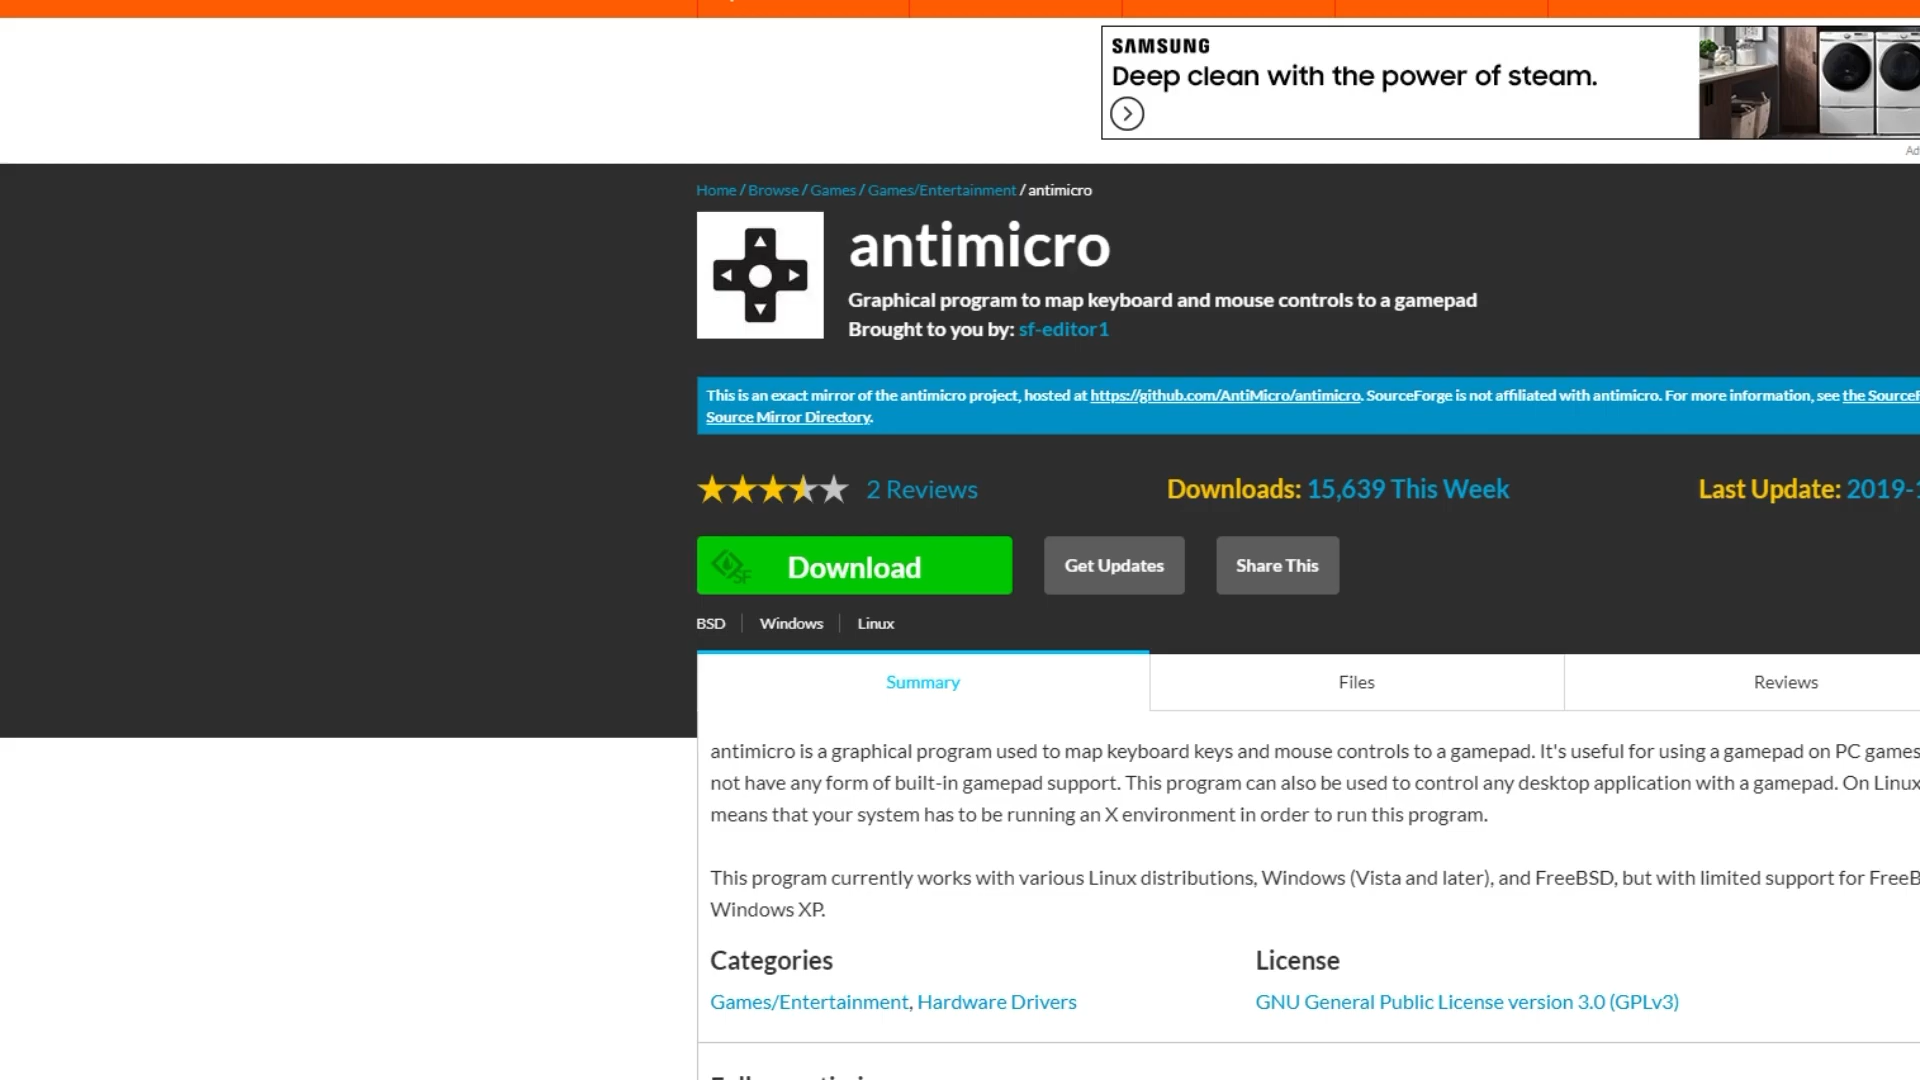 SAMSUNG
Deep clean with the power of steam.
Ad
Home / Browse / Games / Games/Entertainment / antimicro
antimicro
Graphical program to map keyboard and mouse controls to a gamepad
Brought to you by: sf-editor1
This is an exact mirror of the antimicro project, hosted at https://github.com/AntiMicro/antimicro. SourceForge is not affiliated with antimicro. For more information, see the SourceF
Source Mirror Directory.
2 Reviews
Downloads: 15,639 This Week
Last Update: 2019-1
SF
Download
Get Updates
Share This
BSD
Windows
Linux
Summary
Files
Reviews
antimicro is a graphical program used to map keyboard keys and mouse controls to a gamepad. It's useful for using a gamepad on PC games
not have any form of built-in gamepad support. This program can also be used to control any desktop application with a gamepad. On Linux
means that your system has to be running an X environment in order to run this program.
This program currently works with various Linux distributions, Windows (Vista and later), and FreeBSD, but with limited support for FreeB
Windows XP.
Categories
License
Games/Entertainment, Hardware Drivers
GNU General Public License version 3.0 (GPLv3)